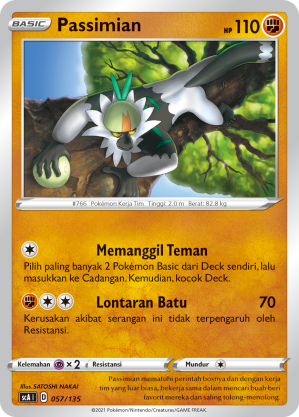 BASIC Passimian HP 110
#766 Pokémon Kerja Tim Tinggi: 2.0 m Berat: 82.8 kg
Memanggil Teman
Pilih paling banyak 2 Pokémon Basic dari Deck sendiri, lalu
masukkan ke Cadangan. Kemudian, kocok Deck.
Lontaran Batu 70
Kerusakan akibat serangan ini tidak terpengaruh oleh
Resistansi.
Kelemahan ×2 Resistansi Mundur
Illus. SATOSHI NAKAI
sc A I D 057/135
Passimian mematuhi perintah dari bosnya dan dengan kerja
tim yang luar biasa, bekerja sama dalam mencari buah beri
favorit mereka dan saling tolong-menolong.
©2021 Pokémon/Nintendo/Creatures/GAME FREAK.